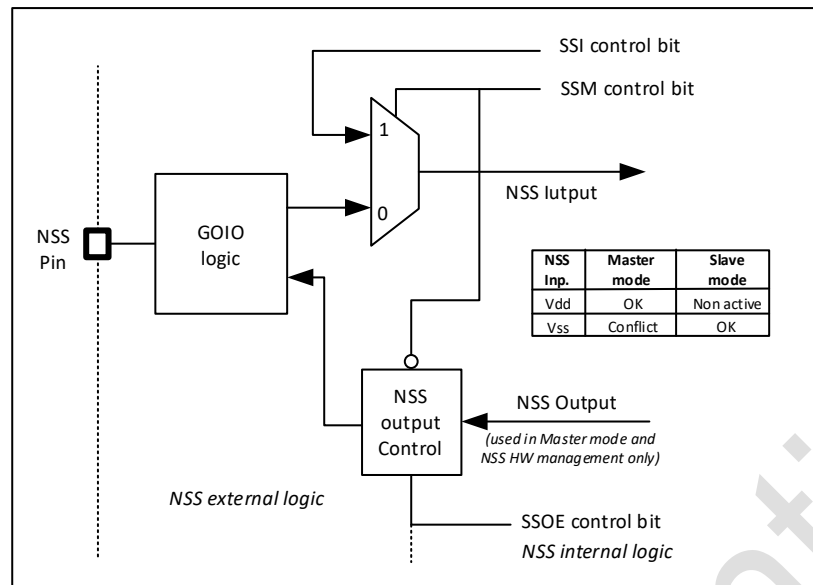 SSI control bit
SSM control bit
1
NSS Iutput
0
GOIO
logic
NSS
Pin
NSS Inp. Master mode Slave mode
Vdd OK Non active
Vss Conflict OK
NSS
output
Control
NSS Output
(used in Master mode and
NSS HW management only)
NSS external logic
SSOE control bit
NSS internal logic